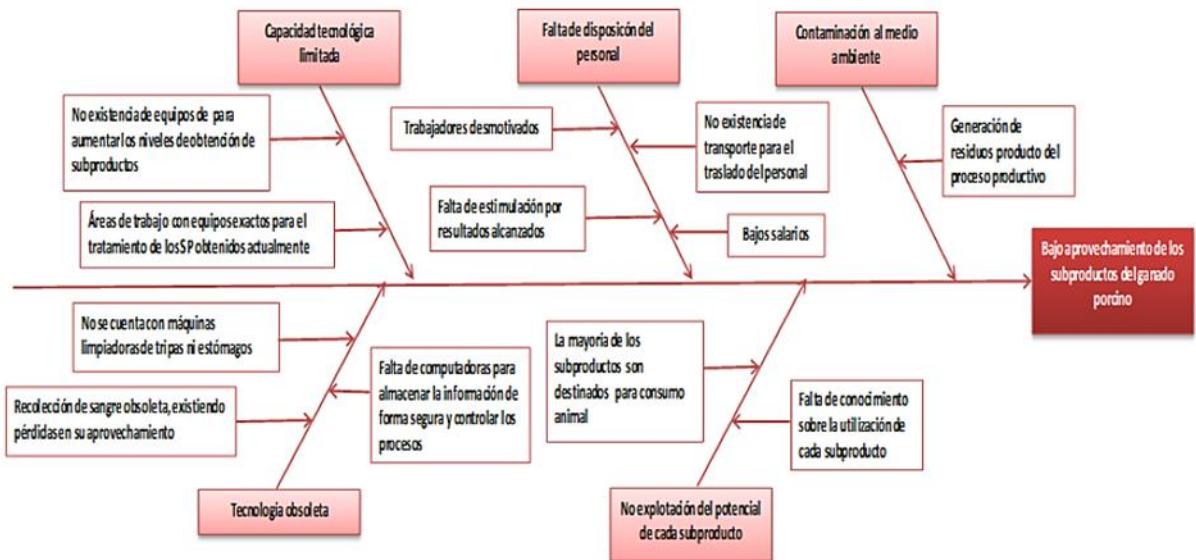 Capacidad tecnológica
limitada
Falta de disposicón del
personal
Contaminación al medio
ambiente
No existencia de equipos de para
aumentar los niveles de obtención de
subproductos
Trabajadores desmotivados
No existencia de
transporte para el
traslado del personal
Generación de
residuos producto del
proceso productivo
Áreas de trabajo con equipos exactos para el
tratamiento de los SP obtenidos actualmente
Falta de estimulación por
resultados alcanzados
Bajos salarios
Bajo aprovechamiento de los
subproductos del ganado
porcino
No se cuenta con máquinas
limpiadoras de tripas ni estómagos
Falta de computadoras para
almacenar la información de
forma segura y controlar los
procesos
La mayoría de los
subproductos son
destinados para consumo
animal
Recolección de sangre obsoleta, existiendo
pérdidas en su aprovechamiento
Falta de conocimiento
sobre la utilización de
cada subproducto
Tecnología obsoleta
No explotación del potencial
de cada subproducto